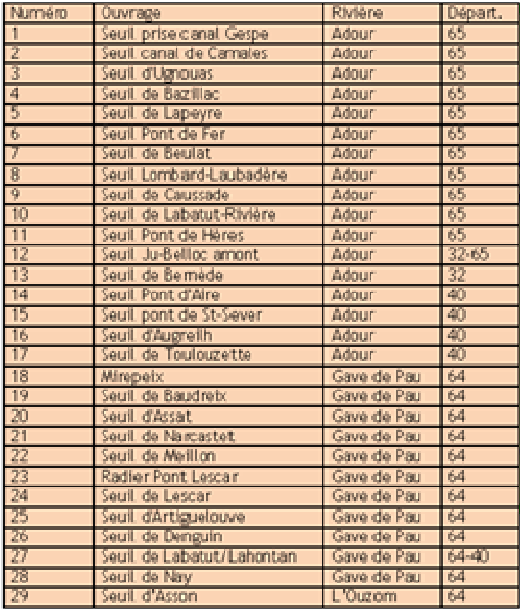 Numéro Ouvrage Rivière Départ.
1 Seuil prise canal Gespe Adour 65
2 Seuil canal de Camales Adour 65
3 Seuil d'Ugnouas Adour 65
4 Seuil de Bazillac Adour 65
5 Seuil de Lapeyre Adour 65
6 Seuil Pont de Fer Adour 65
7 Seuil de Beulat Adour 65
8 Seuil Lombard-Laubadère Adour 65
9 Seuil de Caussade Adour 65
10 Seuil de Labatut-Rivière Adour 65
11 Seuil Pont de Hères Adour 65
12 Seuil Ju-Belloc amont Adour 32-65
13 Seuil de Bernède Adour 32
14 Seuil Pont d'Aire Adour 40
15 Seuil pont de St-Sever Adour 40
16 Seuil d'Augreilh Adour 40
17 Seuil de Toulouzette Adour 40
18 Mirepeix Gave de Pau 64
19 Seuil de Baudreix Gave de Pau 64
20 Seuil d'Assat Gave de Pau 64
21 Seuil de Narcastet Gave de Pau 64
22 Seuil de Meillon Gave de Pau 64
23 Radier Pont Lescar Gave de Pau 64
24 Seuil de Lescar Gave de Pau 64
25 Seuil d'Artiguelouve Gave de Pau 64
26 Seuil de Denguin Gave de Pau 64
27 Seuil de Labatut/Lahontan Gave de Pau 64-40
28 Seuil de Nay Gave de Pau 64
29 Seuil d'Asson L'Ouzom 64